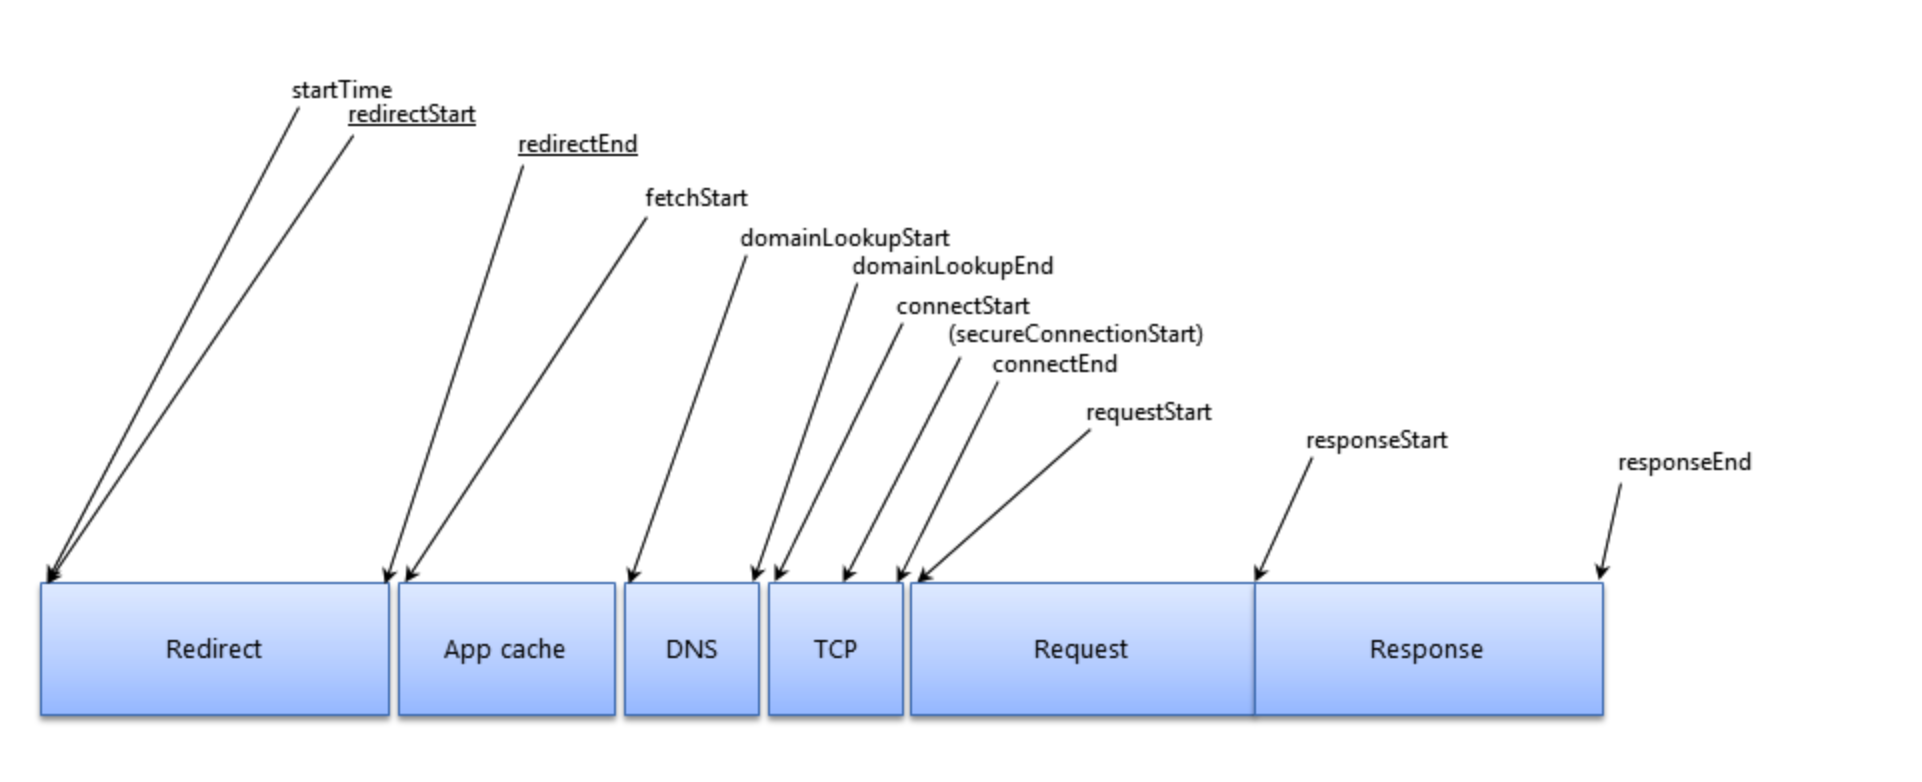 startTime
redirectStart
redirectEnd
fetchStart
domainLookupStart
domainLookupEnd
connectStart
(secureConnectionStart)
connectEnd
requestStart
responseStart
responseEnd
Redirect
App cache
DNS
TCP
Request
Response